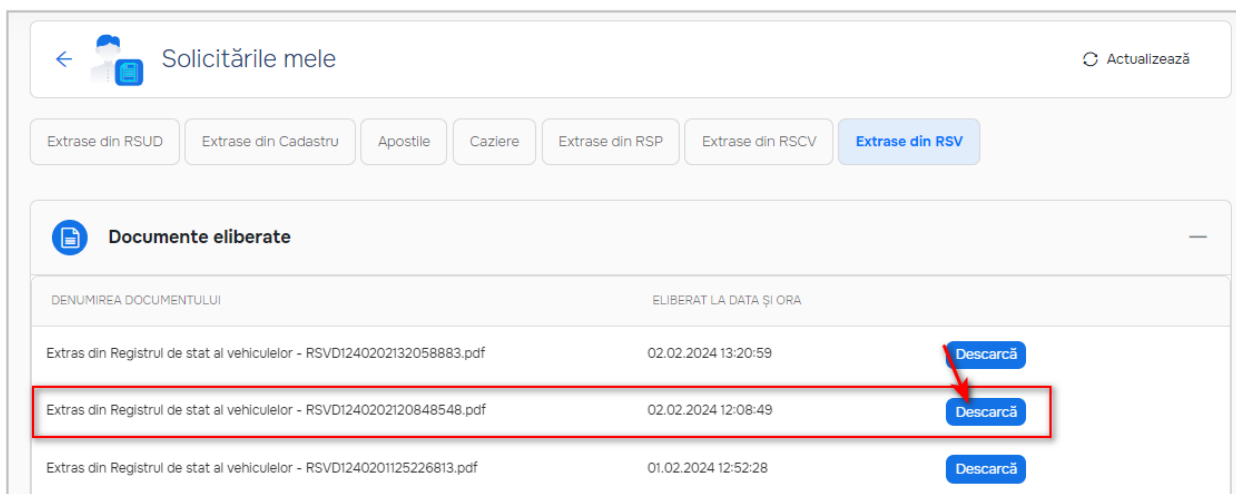 Solicitările mele
Actualizează
Extrase din RSUD Extrase din Cadastru Apostile Caziere Extrase din RSP Extrase din RSCV Extrase din RSV
Documente eliberate
DENUMIREA DOCUMENTULUI ELIBERAT LA DATA ȘI ORA
Extras din Registrul de stat al vehiculelor - RSVD1240202132058883.pdf 02.02.2024 13:20:59 Descarcă
Extras din Registrul de stat al vehiculelor - RSVD1240202120848548.pdf 02.02.2024 12:08:49 Descarcă
Extras din Registrul de stat al vehiculelor - RSVD1240201125226813.pdf 01.02.2024 12:52:28 Descarcă